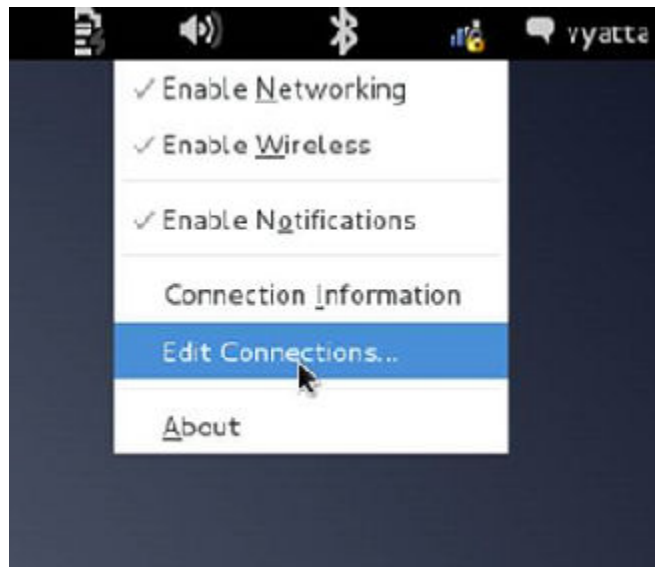 vyatta
Enable Networking
Enable Wireless
Enable Notifications
Connection Information
Edit Connections...
About